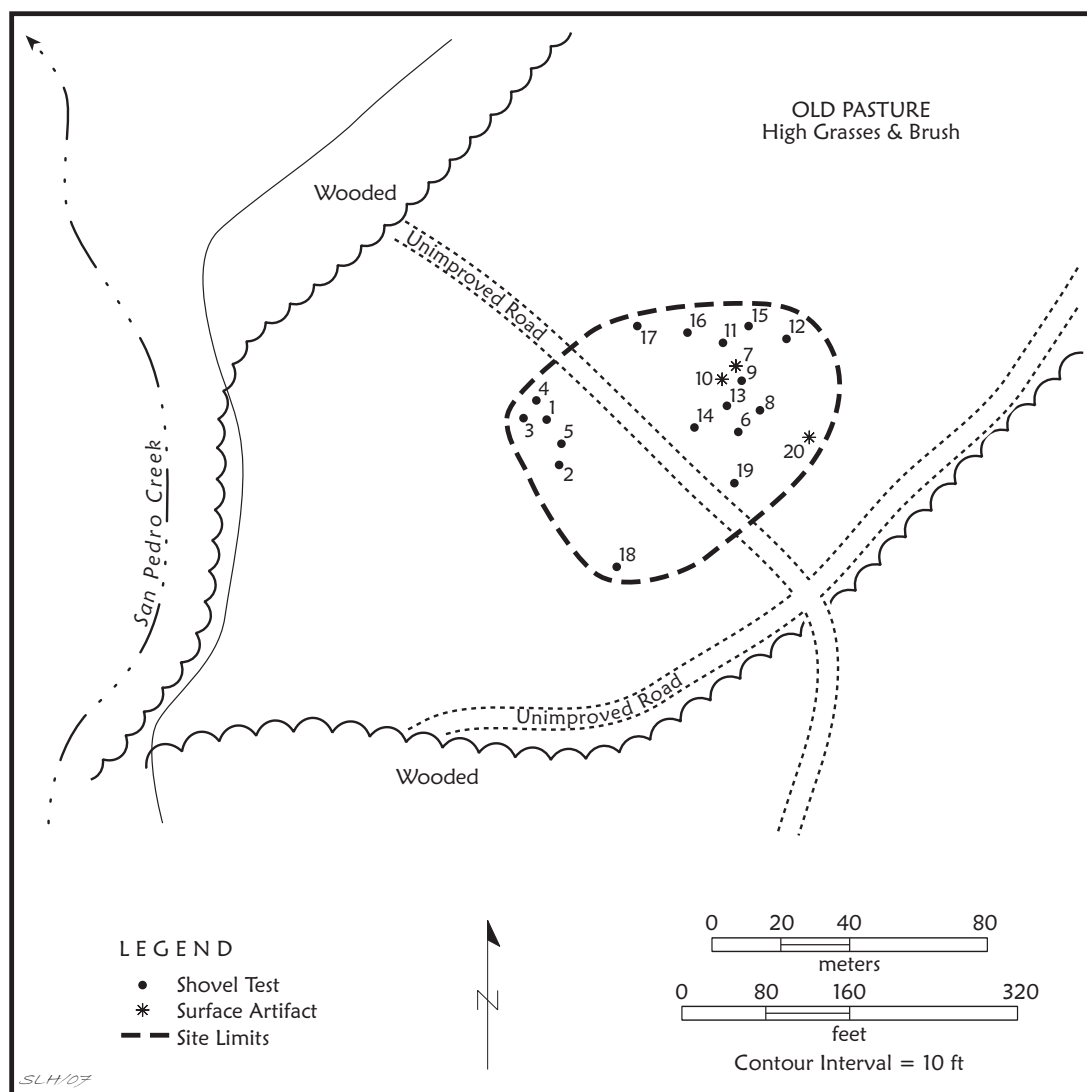 OLD PASTURE
High Grasses & Brush
Wooded
Unimproved Road
17
16
11
15
12
7
10
9
13
8
14
6
20
19
4
1
3
5
2
18
San Pedro Creek
Unimproved Road
Wooded
LEGEND
Shovel Test
Surface Artifact
Site Limits
N
0 20 40 80
meters
0 80 160 320
feet
Contour Interval = 10 ft
SLH/07